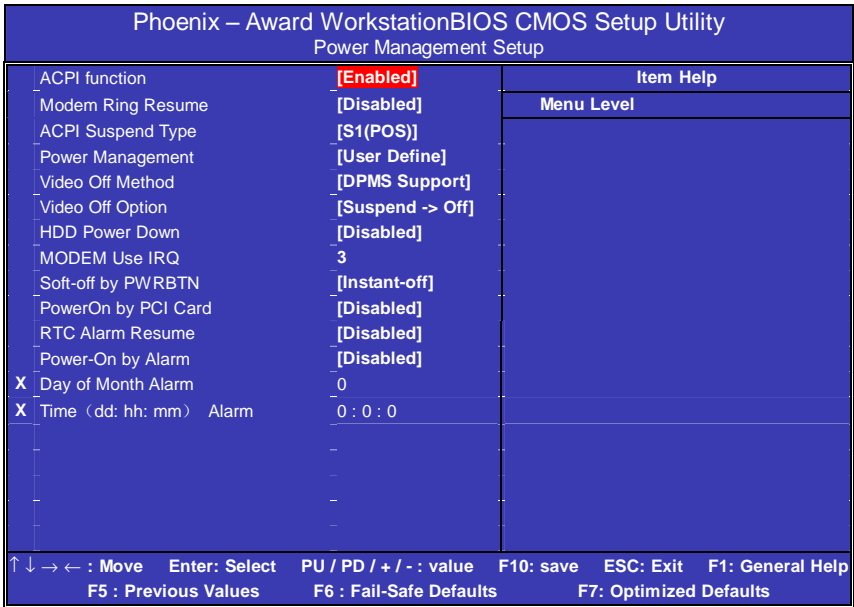 Phoenix – Award WorkstationBIOS CMOS Setup Utility
Power Management Setup
ACPI function [Enabled] Item Help
Modem Ring Resume [Disabled] Menu Level
ACPI Suspend Type [S1(POS)]
Power Management [User Define]
Video Off Method [DPMS Support]
Video Off Option [Suspend -> Off]
HDD Power Down [Disabled]
MODEM Use IRQ 3
Soft-off by PWRBTN [Instant-off]
PowerOn by PCI Card [Disabled]
RTC Alarm Resume [Disabled]
Power-On by Alarm [Disabled]
X Day of Month Alarm 0
X Time（dd: hh: mm） Alarm 0 : 0 : 0
↑↓→← : Move Enter: Select PU / PD / + / - : value F10: save ESC: Exit F1: General Help
F5 : Previous Values F6 : Fail-Safe Defaults F7: Optimized Defaults